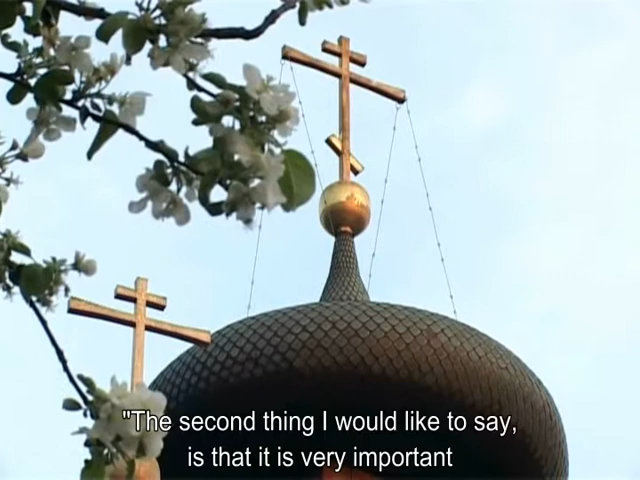 "The second thing I would like to say,
is that it is very important